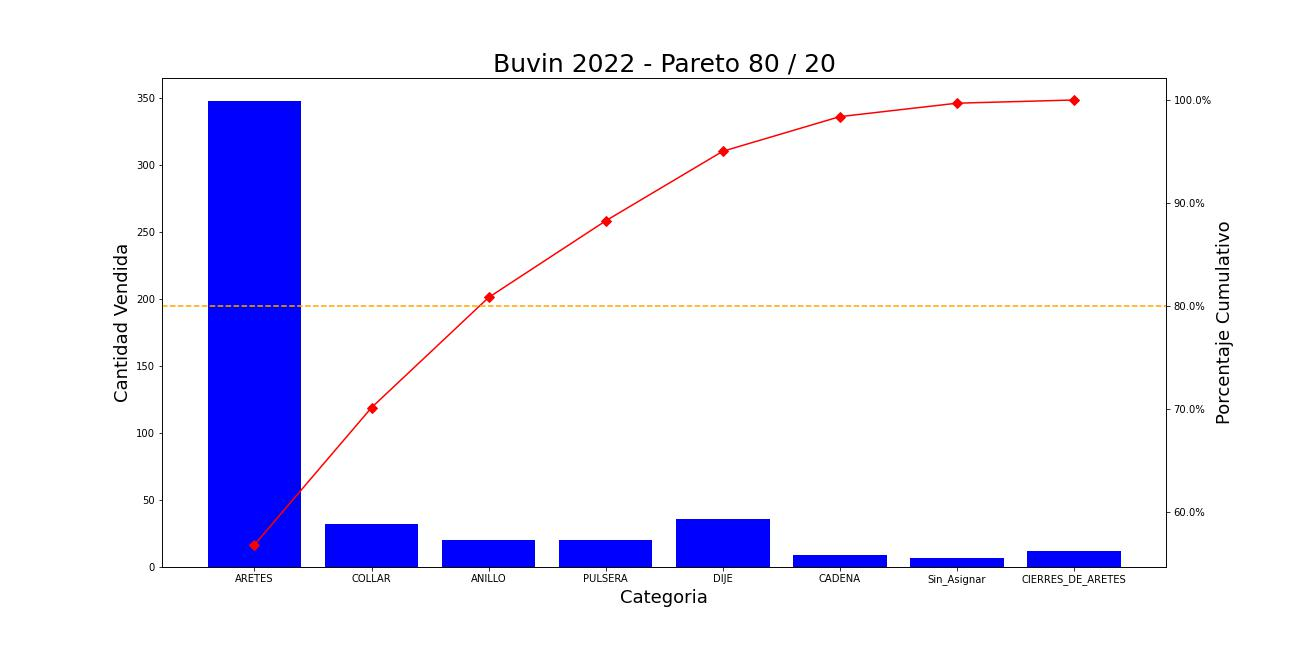 Buvin 2022 - Pareto 80 / 20
Cantidad Vendida
350
300
250
200
150
100
50
0
100.0%
90.0%
80.0%
70.0%
60.0%
Porcentaje Cumulativo
ARETES COLLAR ANILLO PULSERA DIJE CADENA Sin_Asignar CIERRES_DE_ARETES
Categoria